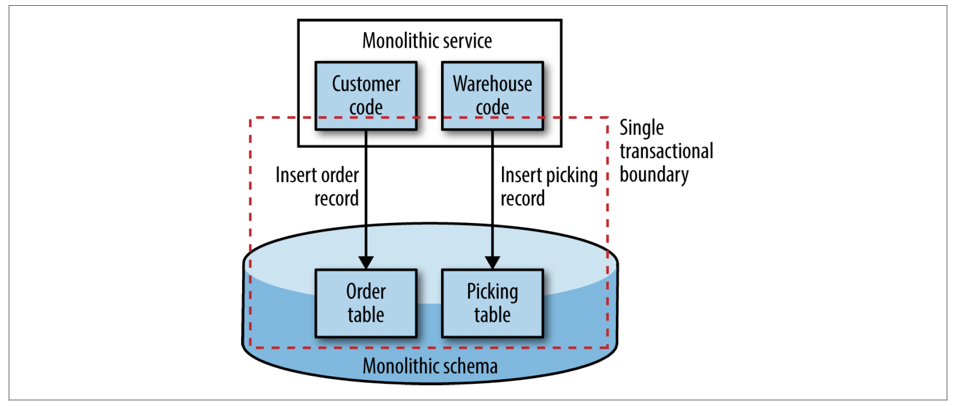 Monolithic service
Customer
code
Warehouse
code
Single
transactional
boundary
Insert order
record
Insert picking
record
Order
table
Picking
table
Monolithic schema